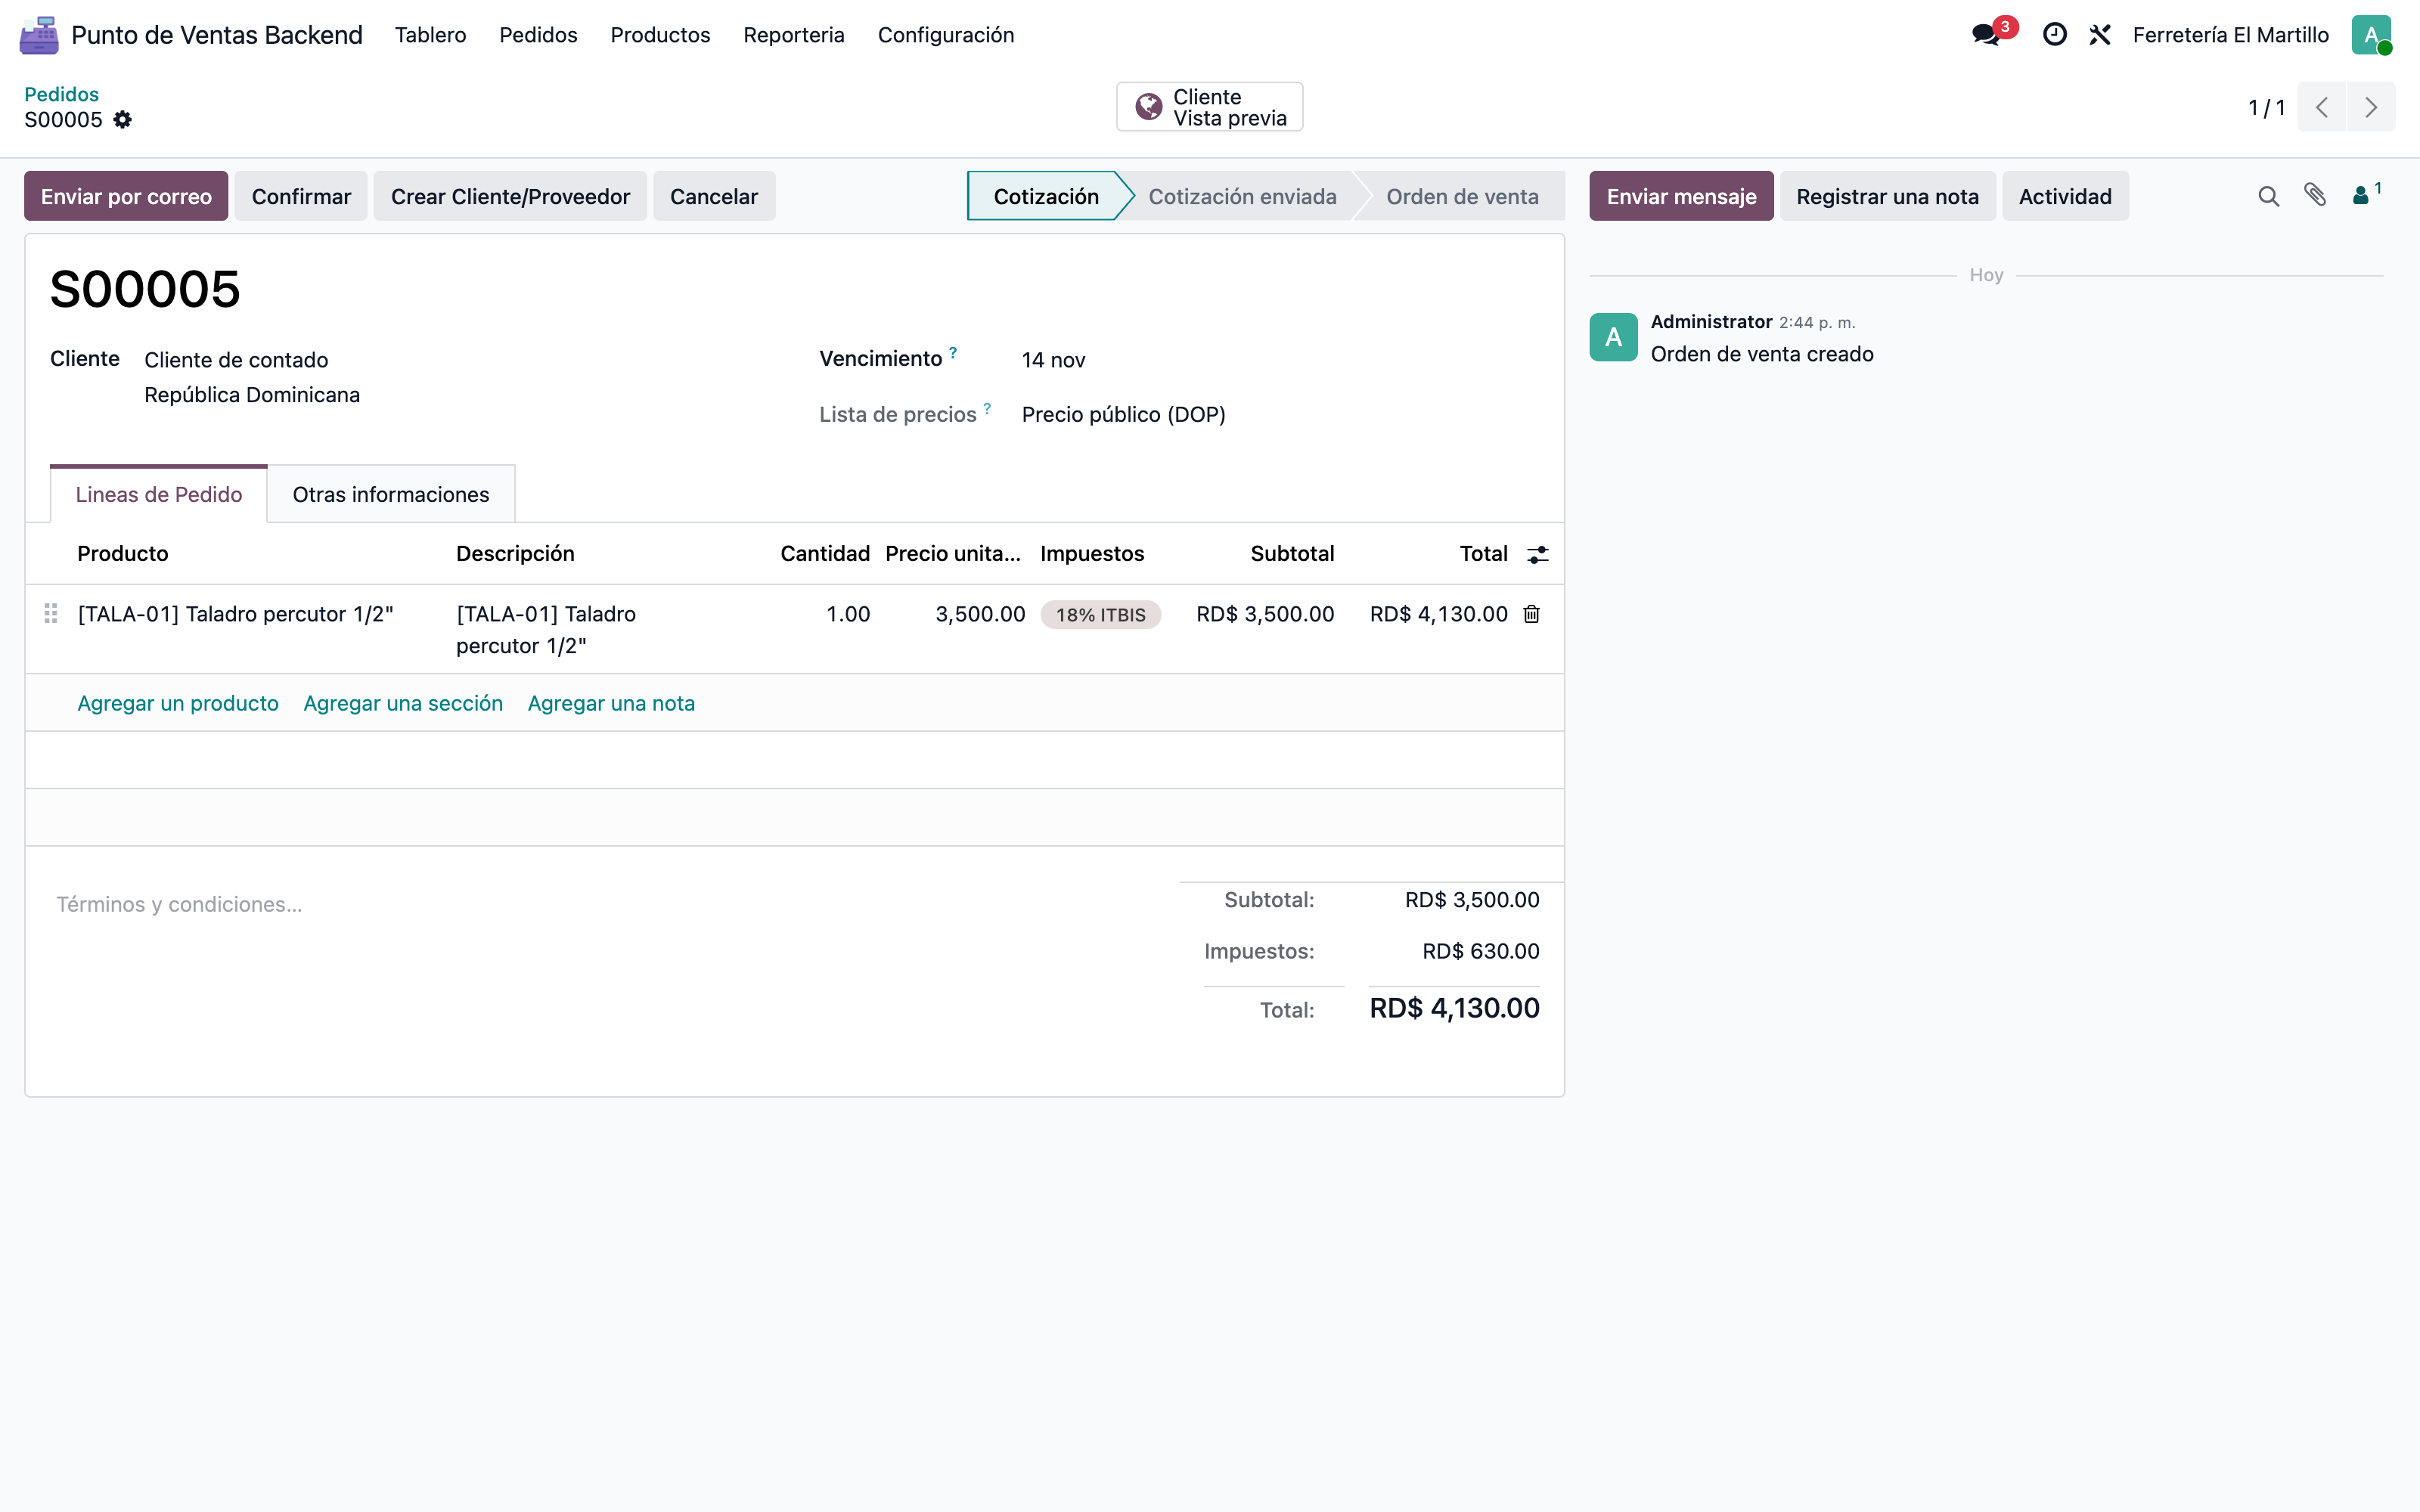 Punto de Ventas Backend Tablero Pedidos Productos Reporteria Configuración 3 Ferretería El Martillo A
Pedidos
S00005
Cliente
Vista previa
1 / 1
Enviar por correo Confirmar Crear Cliente/Proveedor Cancelar Cotización Cotización enviada Orden de venta Enviar mensaje Registrar una nota Actividad 1
S00005
Cliente Cliente de contado
República Dominicana
Vencimiento ? 14 nov
Lista de precios ? Precio público (DOP)
Lineas de Pedido Otras informaciones
Producto Descripción Cantidad Precio unita... Impuestos Subtotal Total
[TALA-01] Taladro percutor 1/2" [TALA-01] Taladro 1.00 3,500.00 18% ITBIS RD$ 3,500.00 RD$ 4,130.00
percutor 1/2"
Agregar un producto Agregar una sección Agregar una nota
Términos y condiciones...
Subtotal: RD$ 3,500.00
Impuestos: RD$ 630.00
Total: RD$ 4,130.00
Hoy
A
Administrator 2:44 p. m.
Orden de venta creado